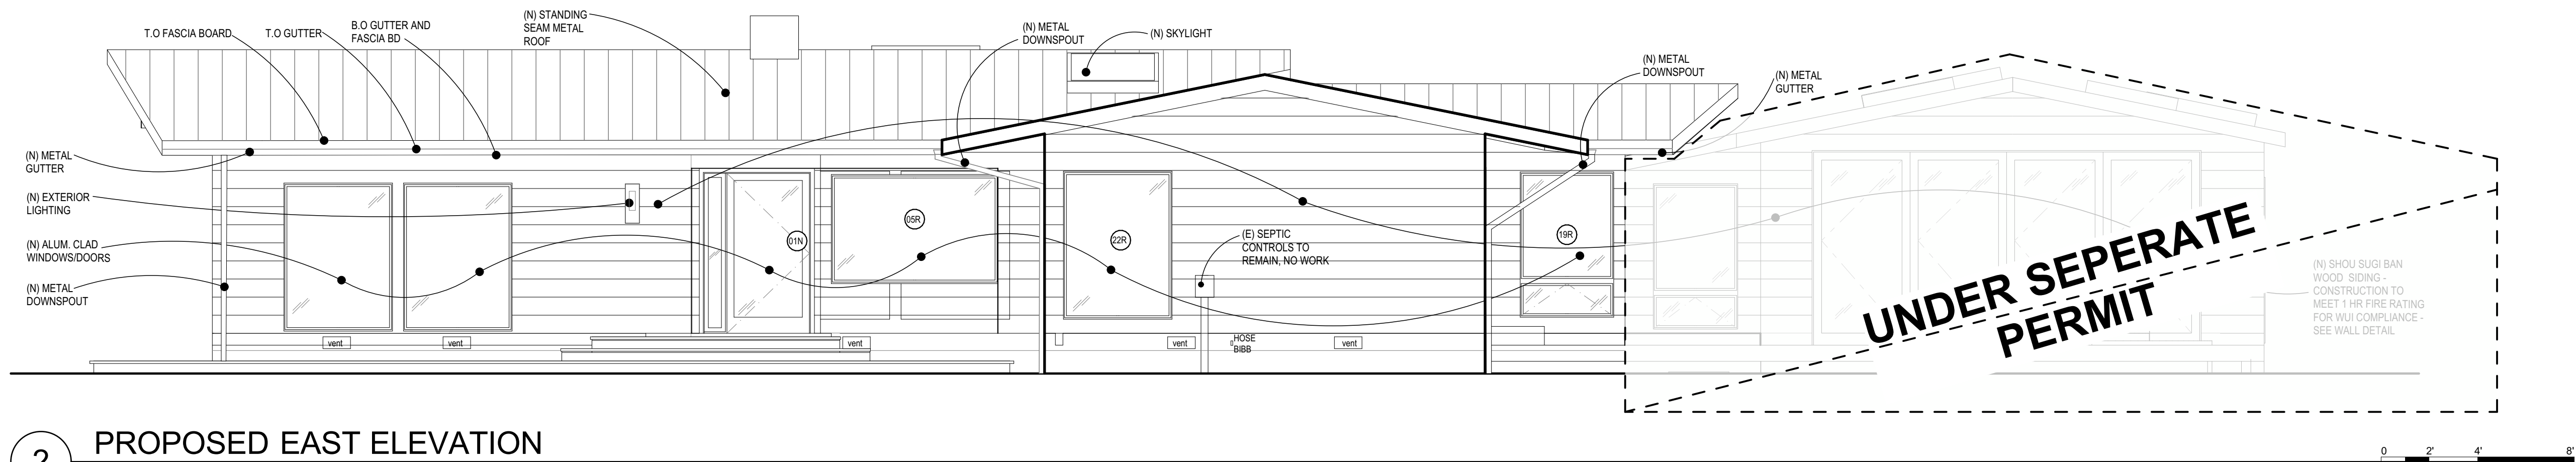 (N) STANDING
SEAM METAL
ROOF
B.O GUTTER AND
FASCIA BD
T.O FASCIA BOARD
T.O GUTTER
(N) METAL
DOWNSPOUT
(N) SKYLIGHT
(N) METAL
DOWNSPOUT
(N) METAL
GUTTER
(N) METAL
GUTTER
(N) EXTERIOR
LIGHTING
(N) ALUM. CLAD
WINDOWS/DOORS
(N) METAL
DOWNSPOUT
01N
05R
22R
19R
(E) SEPTIC
CONTROLS TO
REMAIN, NO WORK
vent
vent
vent
vent
HOSE
BIBB
vent
UNDER SEPERATE
PERMIT
(N) SHOU SUGI BAN
WOOD SIDING -
CONSTRUCTION TO
MEET 1 HR FIRE RATING
FOR WUI COMPLIANCE -
SEE WALL DETAIL
2
PROPOSED EAST ELEVATION
0 2' 4' 8'